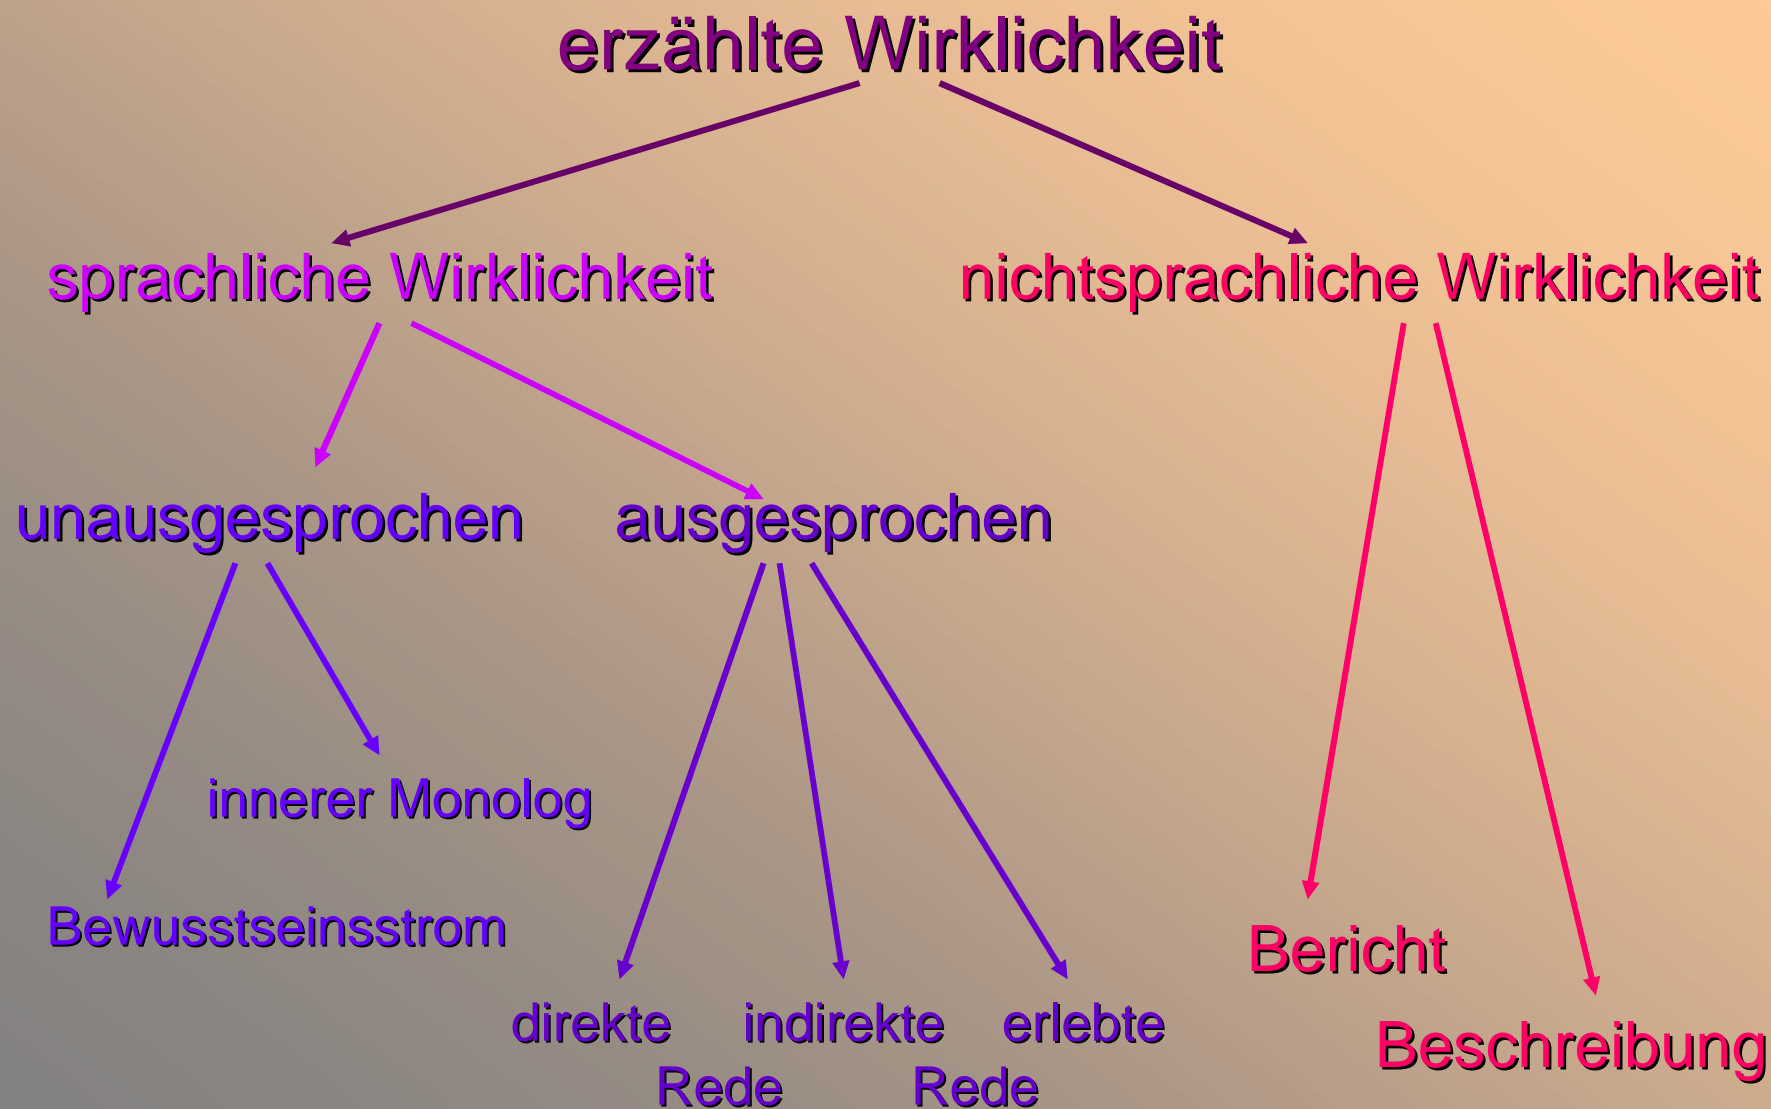 erzählte Wirklichkeit
sprachliche Wirklichkeit nichtsprachliche Wirklichkeit
unausgesprochen ausgesprochen
innerer Monolog
Bewusstseinsstrom
Bericht
direkte indirekte erlebte
Beschreibung
Rede Rede